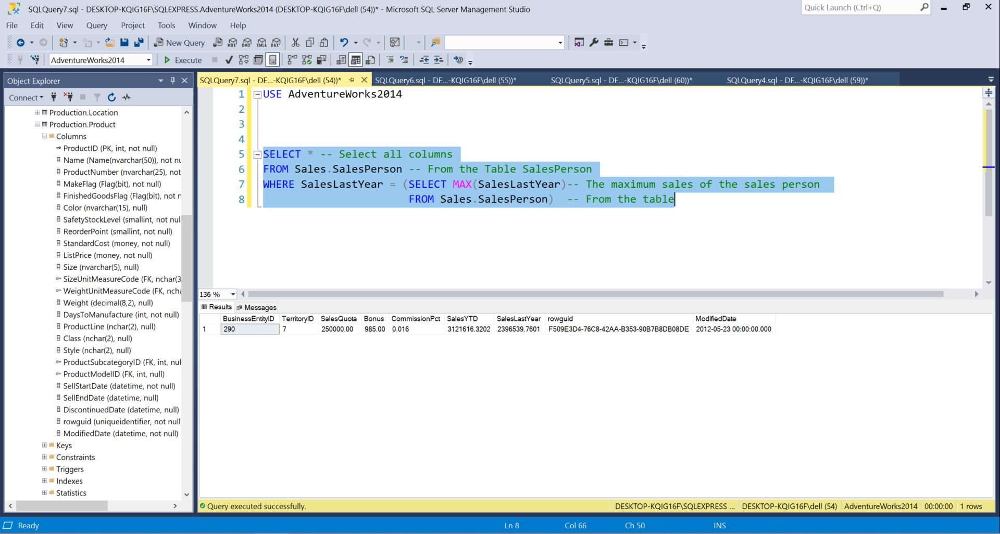 SQLQuery7.sql - DESKTOP-KQIG16F\SQLEXPRESS.AdventureWorks2014 (DESKTOP-KQIG16F\dell (54))* - Microsoft SQL Server Management Studio
Quick Launch (Ctrl+Q)
File Edit View Query Project Tools Window Help
New Query MDX DMX XMLA DAX
AdventureWorks2014 Execute
Object Explorer
Connect
Production.Location
Production.Product
Columns
ProductID (PK, int, not null)
Name (Name(nvarchar(50)), not nu
ProductNumber (nvarchar(25), not
MakeFlag (Flag(bit), not null)
FinishedGoodsFlag (Flag(bit), not n
Color (nvarchar(15), null)
SafetyStockLevel (smallint, not nul
ReorderPoint (smallint, not null)
StandardCost (money, not null)
ListPrice (money, not null)
Size (nvarchar(5), null)
SizeUnitMeasureCode (FK, nchar(3
WeightUnitMeasureCode (FK, ncha
Weight (decimal(8,2), null)
DaysToManufacture (int, not null)
ProductLine (nchar(2), null)
Class (nchar(2), null)
Style (nchar(2), null)
ProductSubcategoryID (FK, int, nul
ProductModelID (FK, int, null)
SellStartDate (datetime, not null)
SellEndDate (datetime, null)
DiscontinuedDate (datetime, null)
rowguid (uniqueidentifier, not null
ModifiedDate (datetime, not null)
Keys
Constraints
Triggers
Indexes
Statistics
SQLQuery7.sql - DE...-KQIG16F\dell (54))* SQLQuery6.sql - DE...-KQIG16F\dell (55))* SQLQuery5.sql - DE...-KQIG16F\dell (60))* SQLQuery4.sql - DE...-KQIG16F\dell (59))*
1 USE AdventureWorks2014
2
3
4
5 SELECT * -- Select all columns
6 FROM Sales.SalesPerson -- From the Table SalesPerson
7 WHERE SalesLastYear = (SELECT MAX(SalesLastYear)-- The maximum sales of the sales person
8 FROM Sales.SalesPerson) -- From the table
136 %
Results Messages
BusinessEntityID TerritoryID SalesQuota Bonus CommissionPct SalesYTD SalesLastYear rowguid ModifiedDate
1 290 7 250000.00 985.00 0.016 3121616.3202 2396539.7601 F509E3D4-76C8-42AA-B353-90B7B8DB08DE 2012-05-23 00:00:00.000
Query executed successfully. DESKTOP-KQIG16F\SQLEXPRESS ... DESKTOP-KQIG16F\dell (54) AdventureWorks2014 00:00:00 1 rows
Ready Ln 8 Col 66 Ch 50 INS